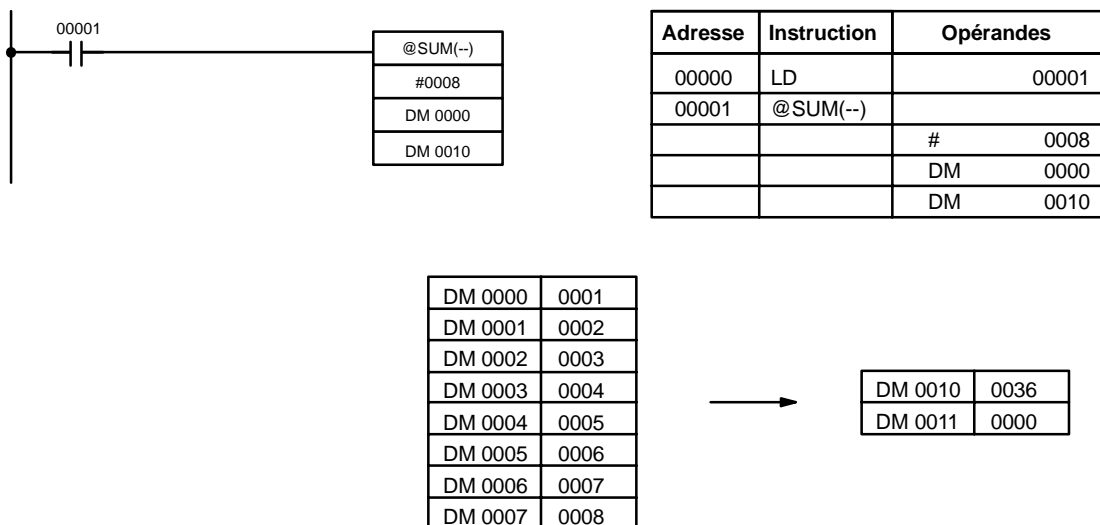 00001
@SUM(--)
#0008
DM 0000
DM 0010
Adresse Instruction Opérandes
00000 LD 00001
00001 @SUM(--)
# 0008
DM 0000
DM 0010
DM 0000 0001
DM 0001 0002
DM 0002 0003
DM 0003 0004
DM 0004 0005
DM 0005 0006
DM 0006 0007
DM 0007 0008
DM 0010 0036
DM 0011 0000